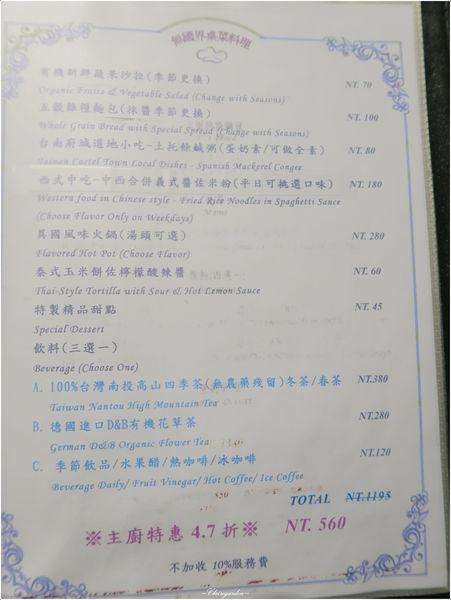 無國界桌菜料理
有機新鮮蔬果沙拉(季節更換) NT. 70
Organic Fruits & Vegetable Salad (Change with Seasons)
五穀雜糧麵包(抹醬季節更換) NT. 100
Whole Grain Bread with Special Spread (Change with Seasons)
台南府城道地小吃-土托餘鹹粥(蛋奶素/可做全素) NT. 80
Tainan Castel Town Local Dishes - Spanish Mackerel Congee
西式中吃-中西合併義式醬佐米粉(平日可挑選口味) NT. 180
Western food in Chinese style - Fried Rice Noodles in Spaghetti Sauce
(Choose Flavor Only on Weekdays)
異國風味火鍋(湯頭可選) NT. 280
Flavored Hot Pot (Choose Flavor)
泰式玉米餅佐檸檬酸辣醬 NT. 60
Thai-Style Tortilla with Sour & Hot Lemon Sauce
特製精品甜點 NT. 45
Special Dessert
飲料(三選一)
Beverage (Choose One)
A. 100%台灣南投高山四季茶(無農藥殘留)冬茶/春茶 NT.380
Taiwan Nantou High Mountain Tea
B. 德國進口D&B有機花草茶 NT.280
German D&B Organic Flower Tea
C. 季節飲品/水果醋/熱咖啡/冰咖啡 NT.120
Beverage Daily/ Fruit Vinegar/ Hot Coffee/ Ice Coffee
TOTAL NT.1195
※主廚特惠 4.7 折※ NT. 560
不加收 10%服務費